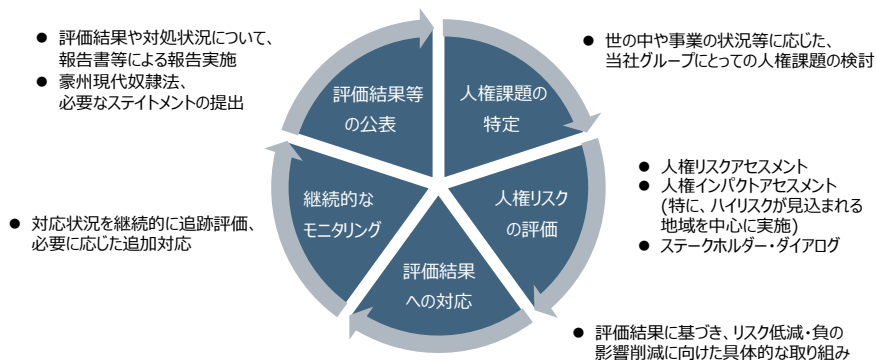 ● 評価結果や対処状況について、
報告書等による報告実施
● 豪州現代奴隷法、
必要なステイトメントの提出
評価結果等
の公表
人権課題の
特定
● 世の中や事業の状況等に応じた、
当社グループにとっての人権課題の検討
継続的な
モニタリング
人権リスク
の評価
● 人権リスクアセスメント
● 人権インパクトアセスメント
(特に、ハイリスクが見込まれる
地域を中心に実施)
● ステークホルダー・ダイアログ
● 対応状況を継続的に追跡評価、
必要に応じた追加対応
評価結果
への対応
● 評価結果に基づき、リスク低減・負の
影響削減に向けた具体的な取り組み